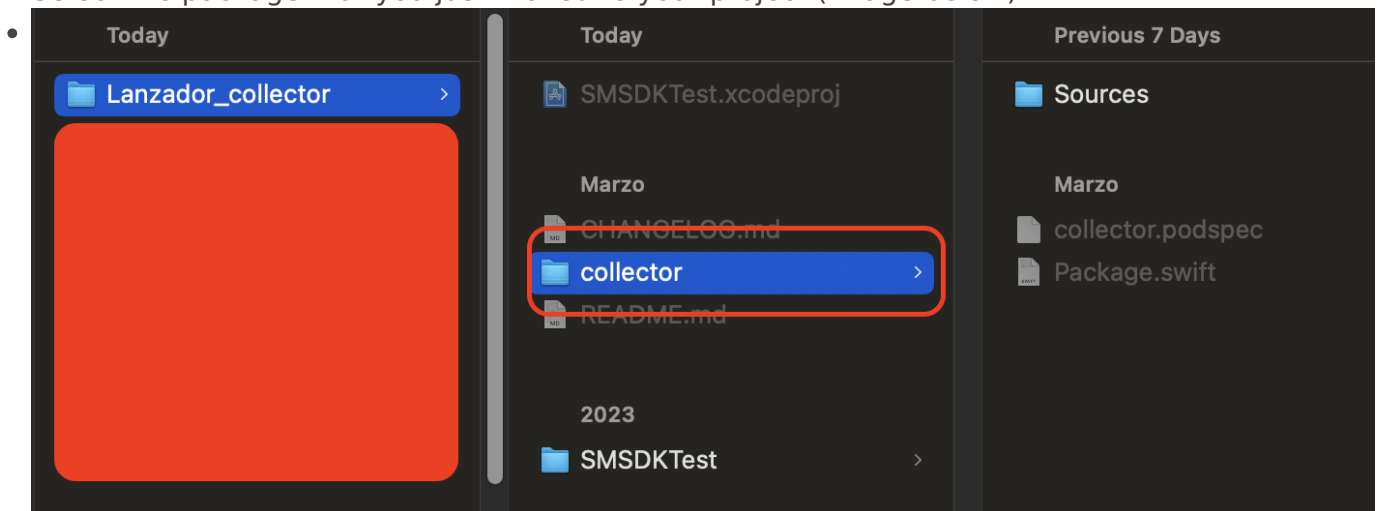 Today
Lanzador_collector
Today
SMSDKTest.xcodeproj
Marzo
CHANGELOG.md
collector
README.md
2023
SMSDKTest
Previous 7 Days
Sources
Marzo
collector.podspec
Package.swift